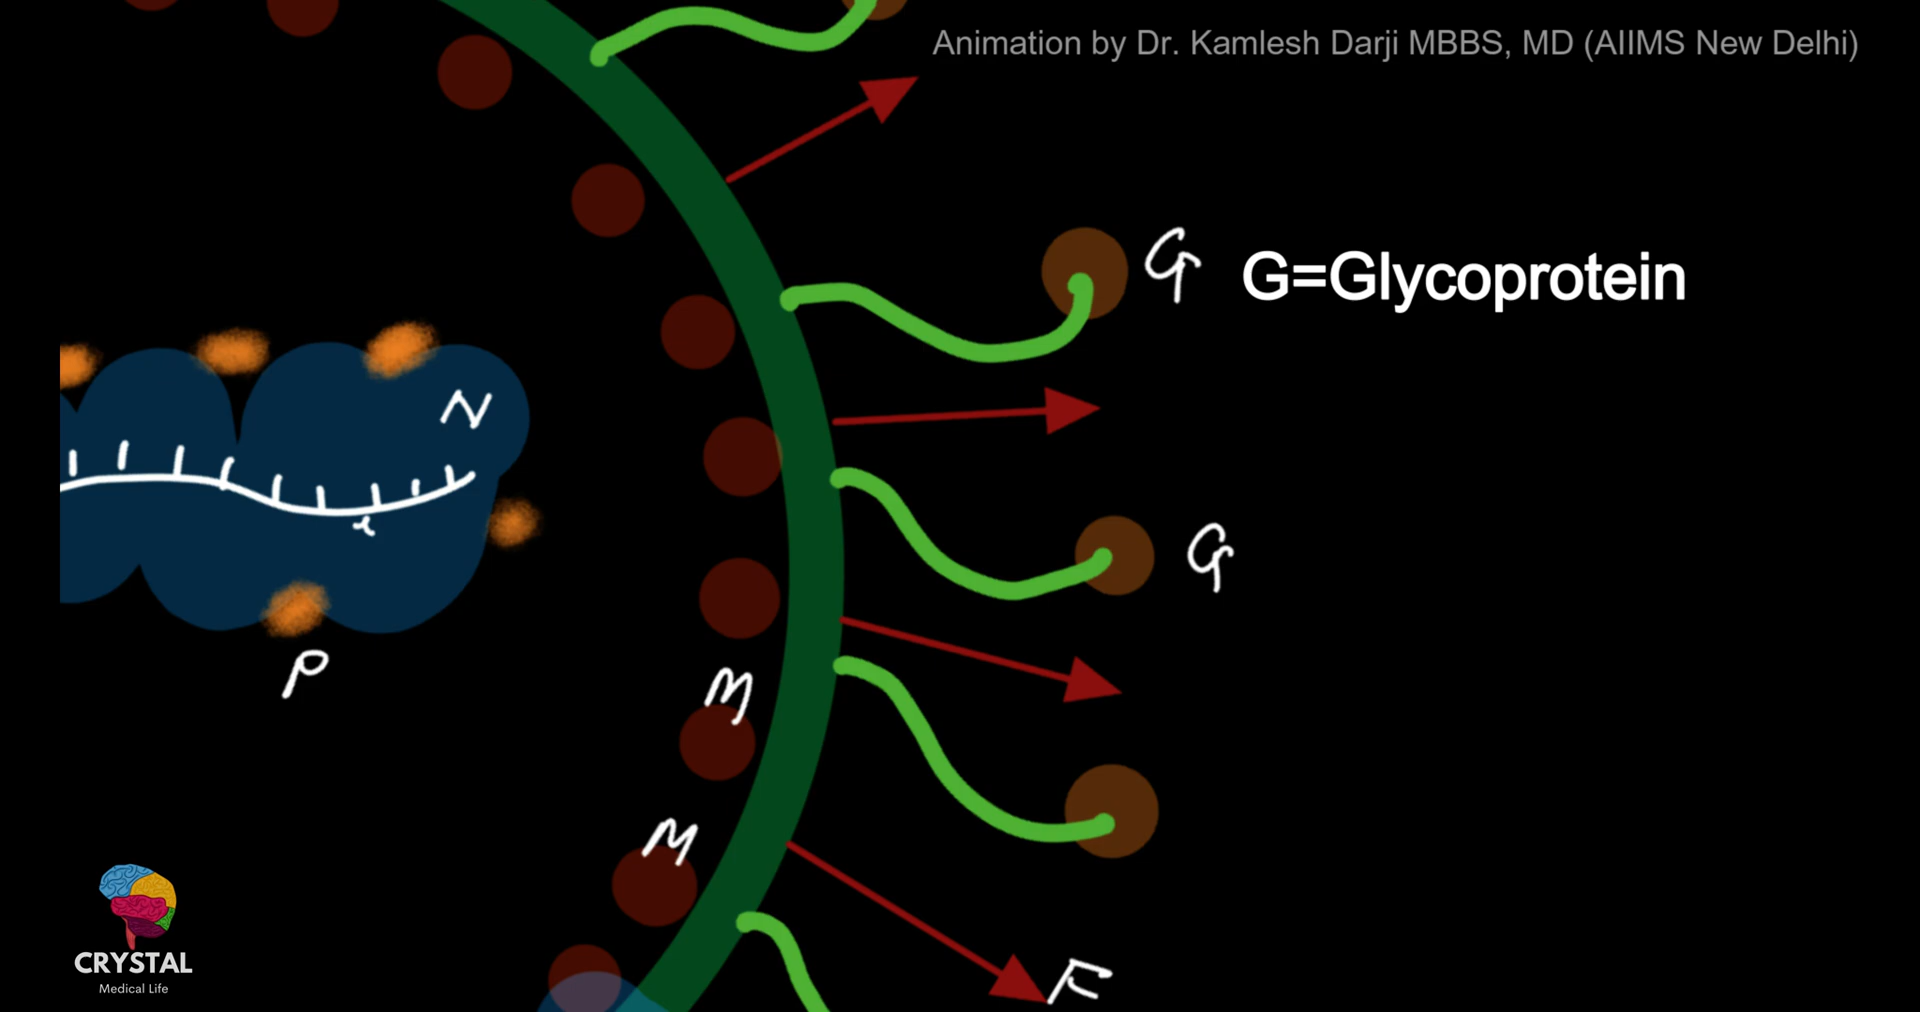 Animation by Dr. Kamlesh Darji MBBS, MD (AIIMS New Delhi)
G G=Glycoprotein
N
G
P
M
M
F
CRYSTAL
Medical Life